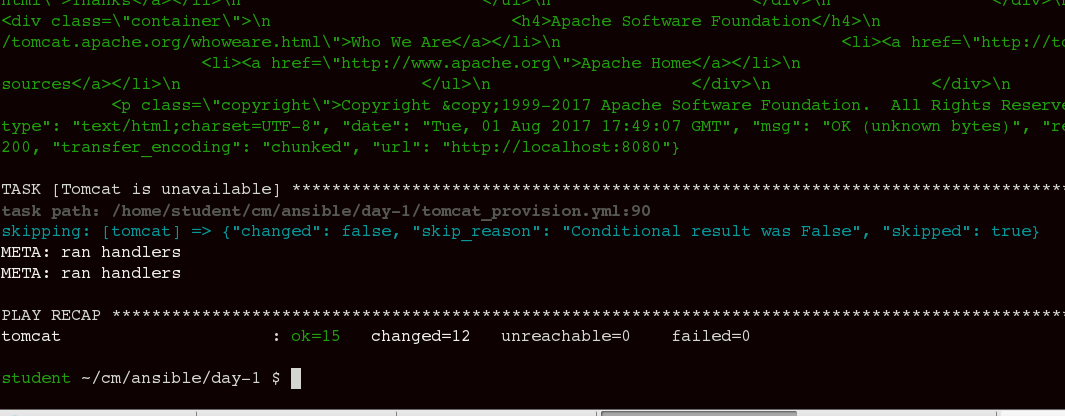 html\">Thanks</a></li>\n </ul>\n </div>\n </div>\n
<div class=\"container\">\n <h4>Apache Software Foundation</h4>\n
/tomcat.apache.org/whoweare.html\">Who We Are</a></li>\n <li><a href=\"http://to
<li><a href=\"http://www.apache.org\">Apache Home</a></li>\n
sources</a></li>\n </ul>\n </div>\n </div>\n
<p class=\"copyright\">Copyright &copy;1999-2017 Apache Software Foundation. All Rights Reserve
type": "text/html;charset=UTF-8", "date": "Tue, 01 Aug 2017 17:49:07 GMT", "msg": "OK (unknown bytes)", "re
200, "transfer_encoding": "chunked", "url": "http://localhost:8080"}
TASK [Tomcat is unavailable] *****************************************************************************
task path: /home/student/cm/ansible/day-1/tomcat_provision.yml:90
skipping: [tomcat] => {"changed": false, "skip_reason": "Conditional result was False", "skipped": true}
META: ran handlers
META: ran handlers
PLAY RECAP ***********************************************************************************************
tomcat : ok=15 changed=12 unreachable=0 failed=0
student ~/cm/ansible/day-1 $